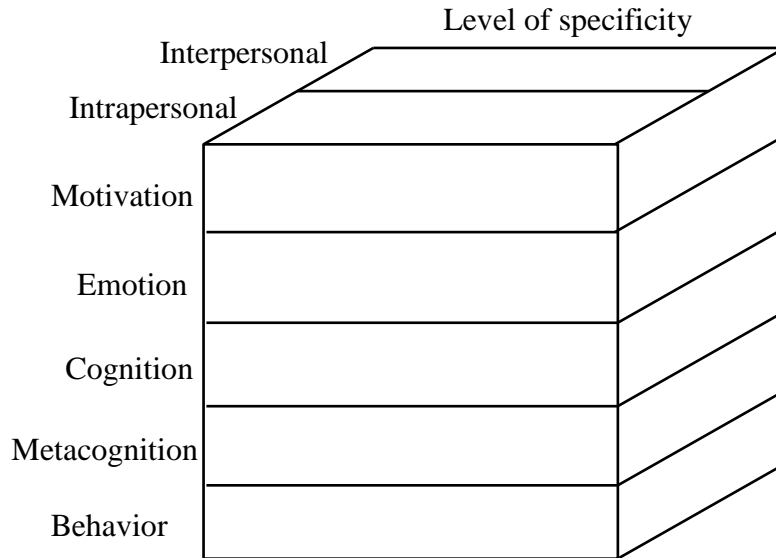 Level of specificity
Interpersonal
Intrapersonal
Motivation
Emotion
Cognition
Metacognition
Behavior